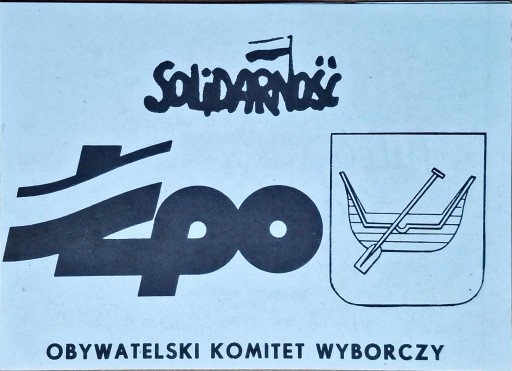 SOLIDARNOŚĆ
ŁPO
OBYWATELSKI KOMITET WYBORCZY